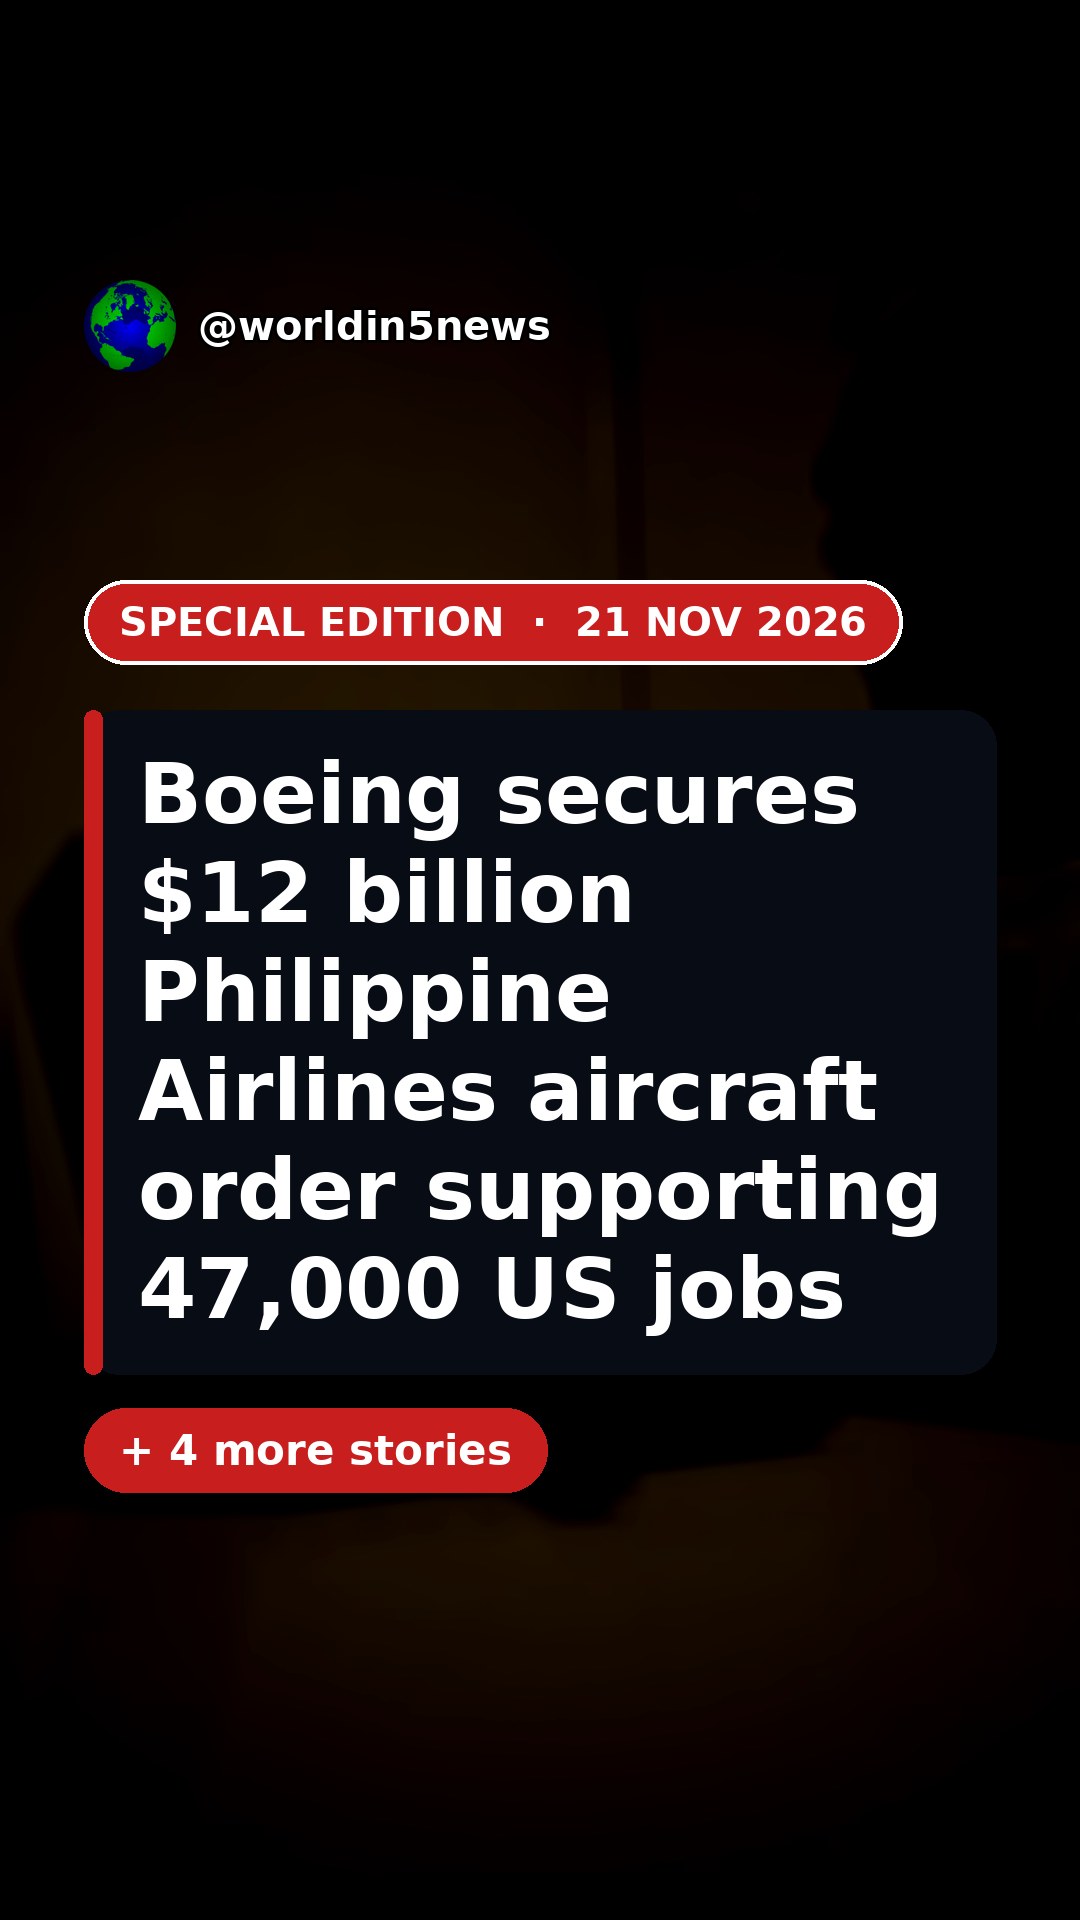 @worldin5news
SPECIAL EDITION · 21 NOV 2026
Boeing secures
$12 billion
Philippine
Airlines aircraft
order supporting
47,000 US jobs
+ 4 more stories